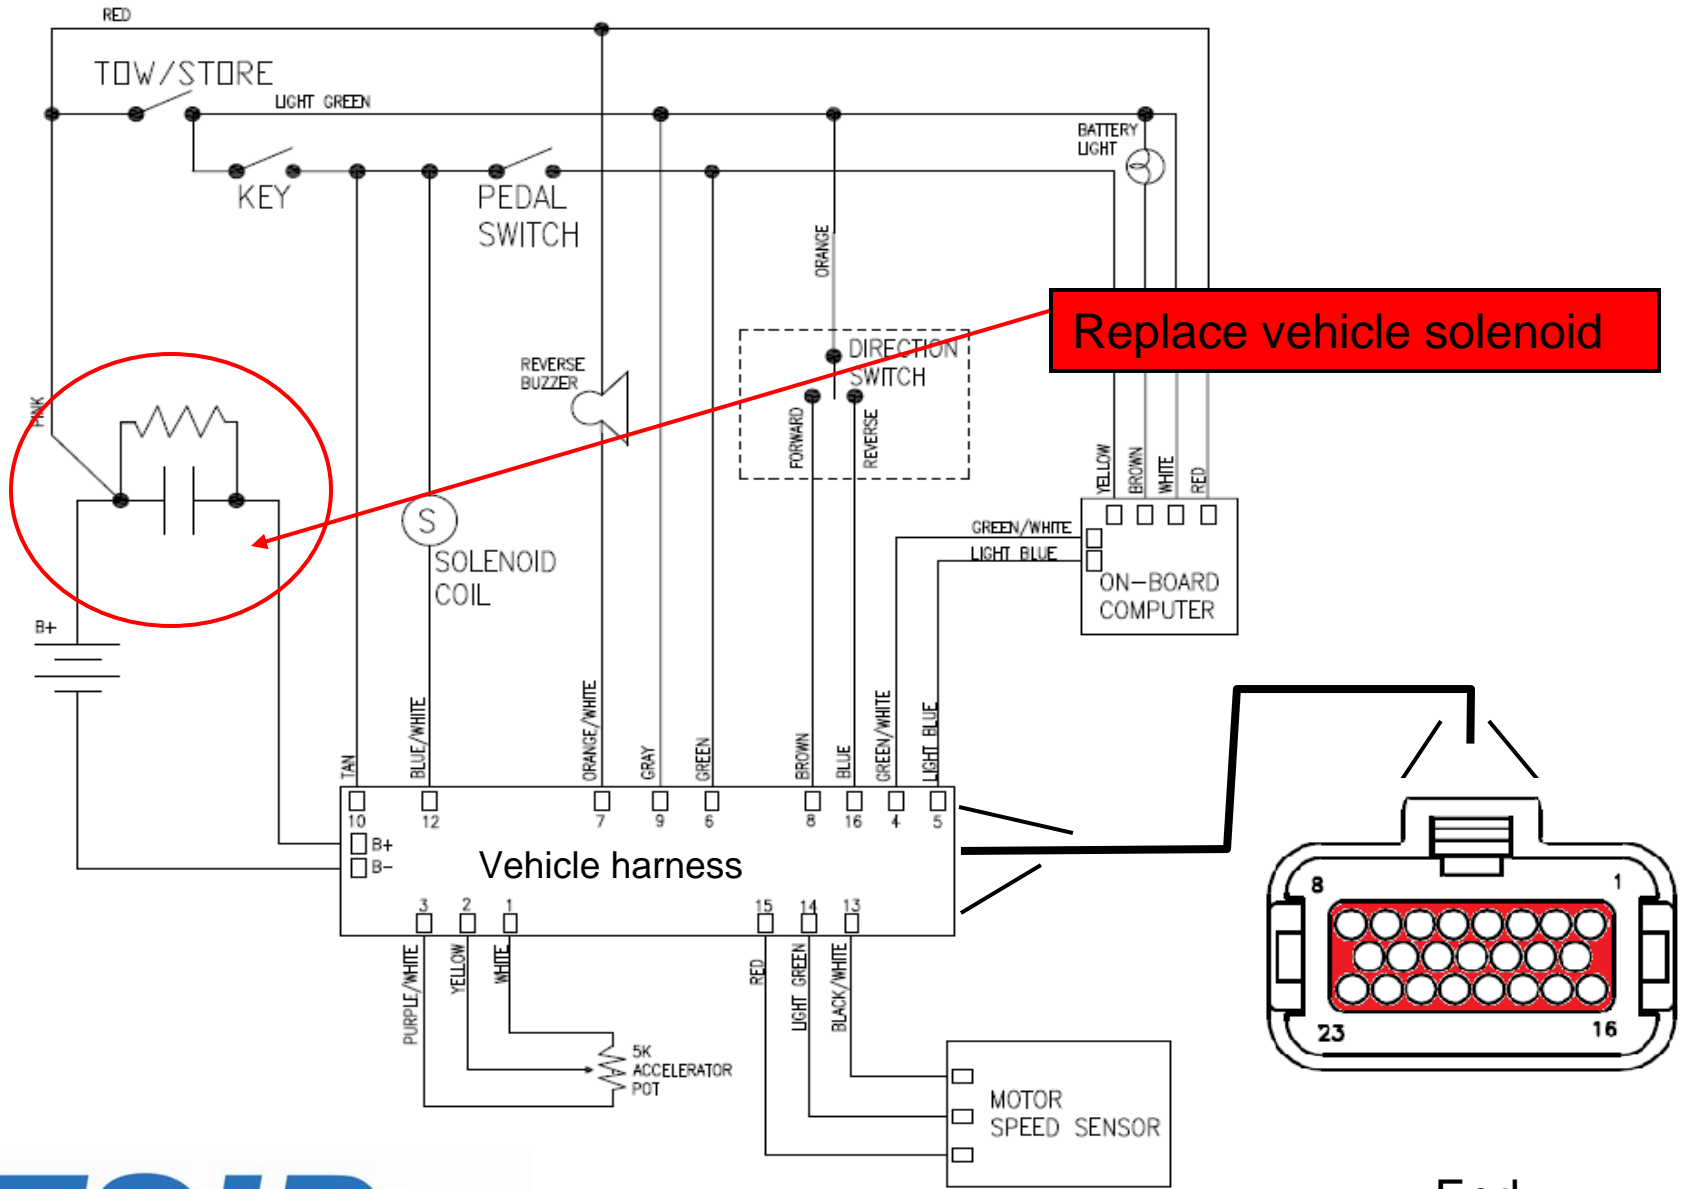 RED
TOW/STORE
LIGHT GREEN
BATTERY
LIGHT
KEY
PEDAL
SWITCH
ORANGE
Replace vehicle solenoid
DIRECTION
SWITCH
REVERSE
BUZZER
PINK
FORWARD
REVERSE
YELLOW
BROWN
WHITE
RED
S
GREEN/WHITE
LIGHT BLUE
SOLENOID
COIL
ON-BOARD
COMPUTER
B+
TAN
BLUE/WHITE
ORANGE/WHITE
GRAY
GREEN
BROWN
BLUE
GREEN/WHITE
LIGHT BLUE
10
12
7
9
6
8
16
4
5
B+
B-
Vehicle harness
8
1
3
2
1
15
14
13
23
16
PURPLE/WHITE
YELLOW
WHITE
RED
LIGHT GREEN
BLACK/WHITE
5K
ACCELERATOR
POT
MOTOR
SPEED SENSOR